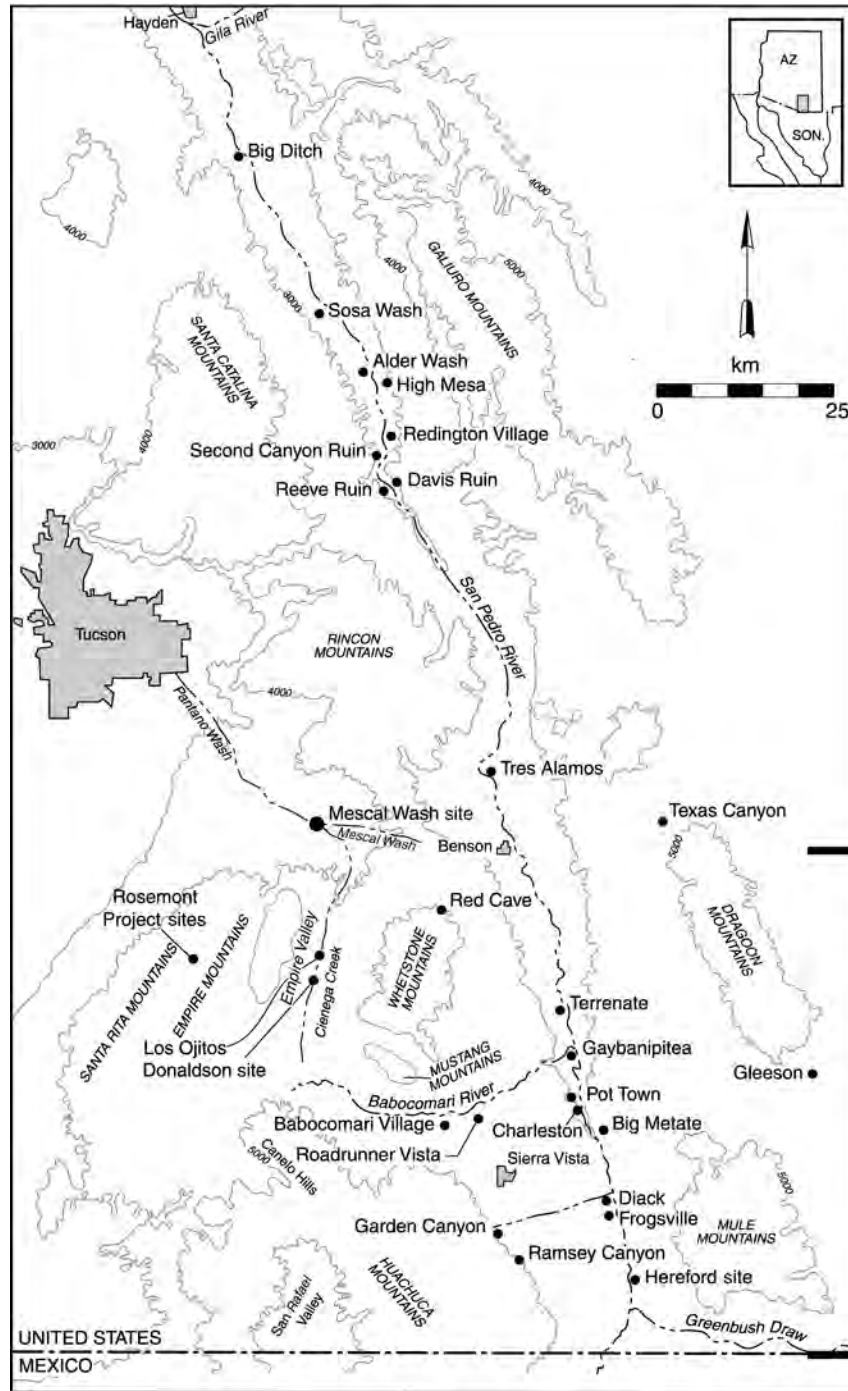 Hayden
Gila River
AZ
SON.
Big Ditch
4000
4000
5000
4000
GALIURO MOUNTAINS
3000
Sosa Wash
SANTA CATALINA
MOUNTAINS
Alder Wash
High Mesa
km
0 25
3000
4000
Redington Village
Second Canyon Ruin
Davis Ruin
Reeve Ruin
San Pedro River
Tucson
RINCON
MOUNTAINS
4000
Pantano Wash
Tres Alamos
Mescal Wash site
Mescal Wash
Benson
Texas Canyon
5000
DRAGOON
MOUNTAINS
Rosemont
Project sites
Red Cave
WHETSTONE
MOUNTAINS
Empire Valley
Cienega Creek
EMPIRE MOUNTAINS
SANTA RITA MOUNTAINS
Terrenate
Los Ojitos
Donaldson site
MUSTANG
MOUNTAINS
Gaybanipitea
Gleeson
Babocomari River
Pot Town
Babocomari Village
Charleston
Big Metate
Roadrunner Vista
Canelo Hills
5000
Sierra Vista
5000
Diack
Frogsville
Garden Canyon
MULE
MOUNTAINS
Ramsey Canyon
HUACHUCA
MOUNTAINS
San Rafael
Valley
Hereford site
Greenbush Draw
UNITED STATES
MEXICO